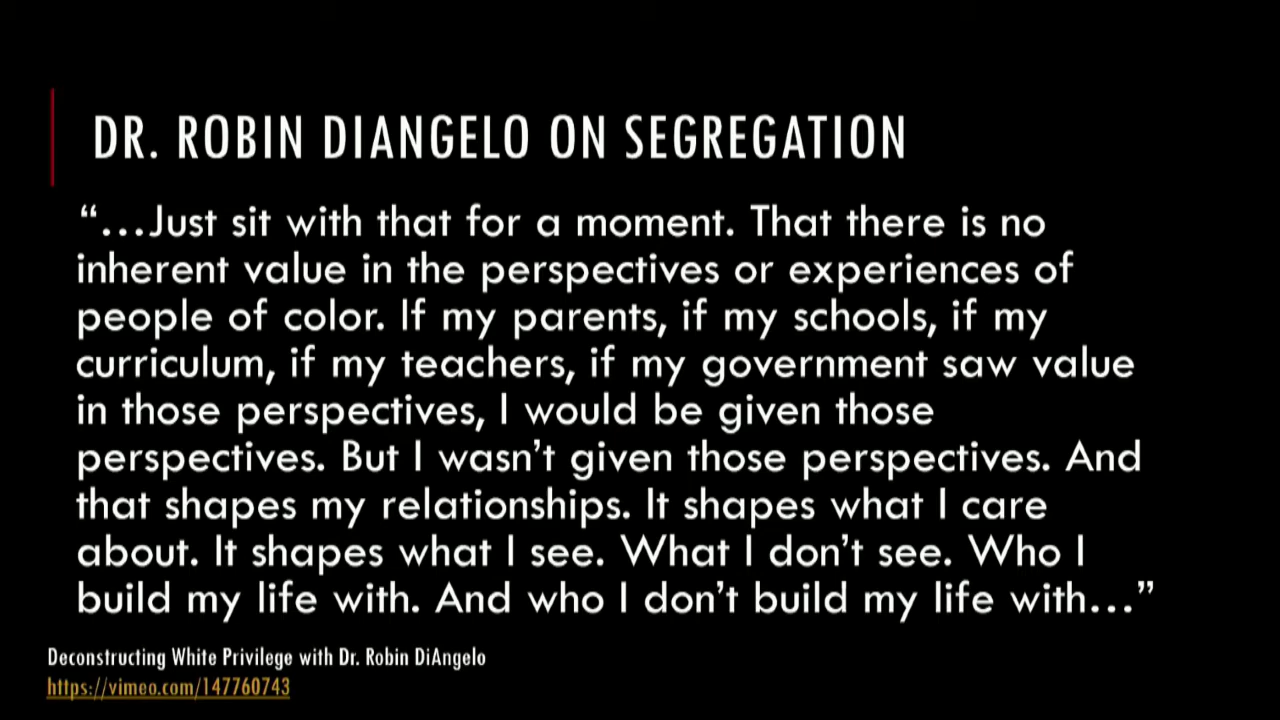 DR. ROBIN DIANGELO ON SEGREGATION
“…Just sit with that for a moment. That there is no
inherent value in the perspectives or experiences of
people of color. If my parents, if my schools, if my
curriculum, if my teachers, if my government saw value
in those perspectives, I would be given those
perspectives. But I wasn’t given those perspectives. And
that shapes my relationships. It shapes what I care
about. It shapes what I see. What I don’t see. Who I
build my life with. And who I don’t build my life with…”
Deconstructing White Privilege with Dr. Robin DiAngelo
https://vimeo.com/147760743